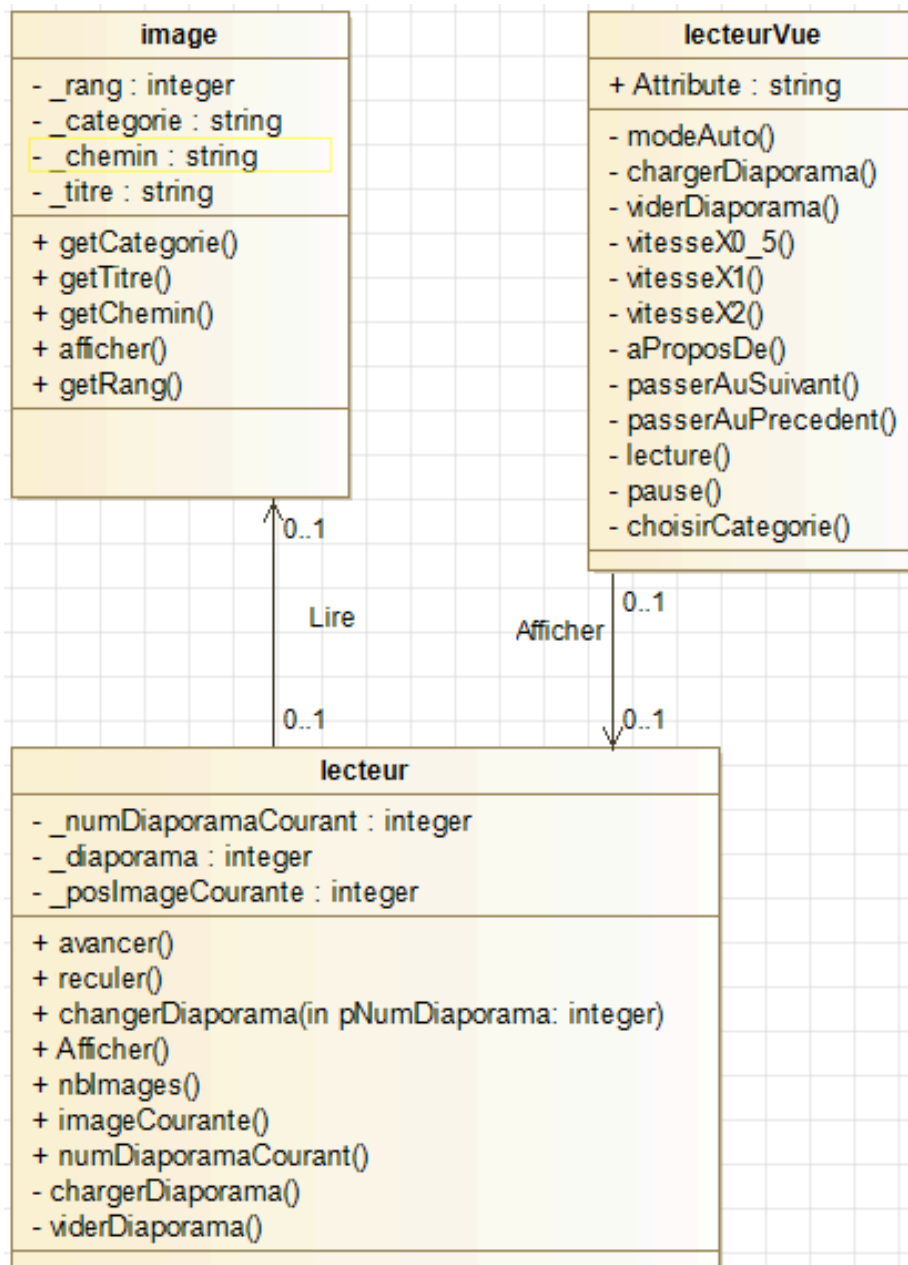 image
- _rang : integer
- _categorie : string
- _chemin : string
- _titre : string
+ getCategorie()
+ getTitre()
+ getChemin()
+ afficher()
+ getRang()
lecteurVue
+ Attribute : string
- modeAuto()
- chargerDiaporama()
- viderDiaporama()
- vitesseX0_5()
- vitesseX1()
- vitesseX2()
- aProposDe()
- passerAuSuivant()
- passerAuPrecedent()
- lecture()
- pause()
- choisirCategorie()
0..1
Lire
0..1
0..1
Afficher
0..1
lecteur
- _numDiaporamaCourant : integer
- _diaporama : integer
- _posImageCourante : integer
+ avancer()
+ reculer()
+ changerDiaporama(in pNumDiaporama: integer)
+ Afficher()
+ nbImages()
+ imageCourante()
+ numDiaporamaCourant()
- chargerDiaporama()
- viderDiaporama()